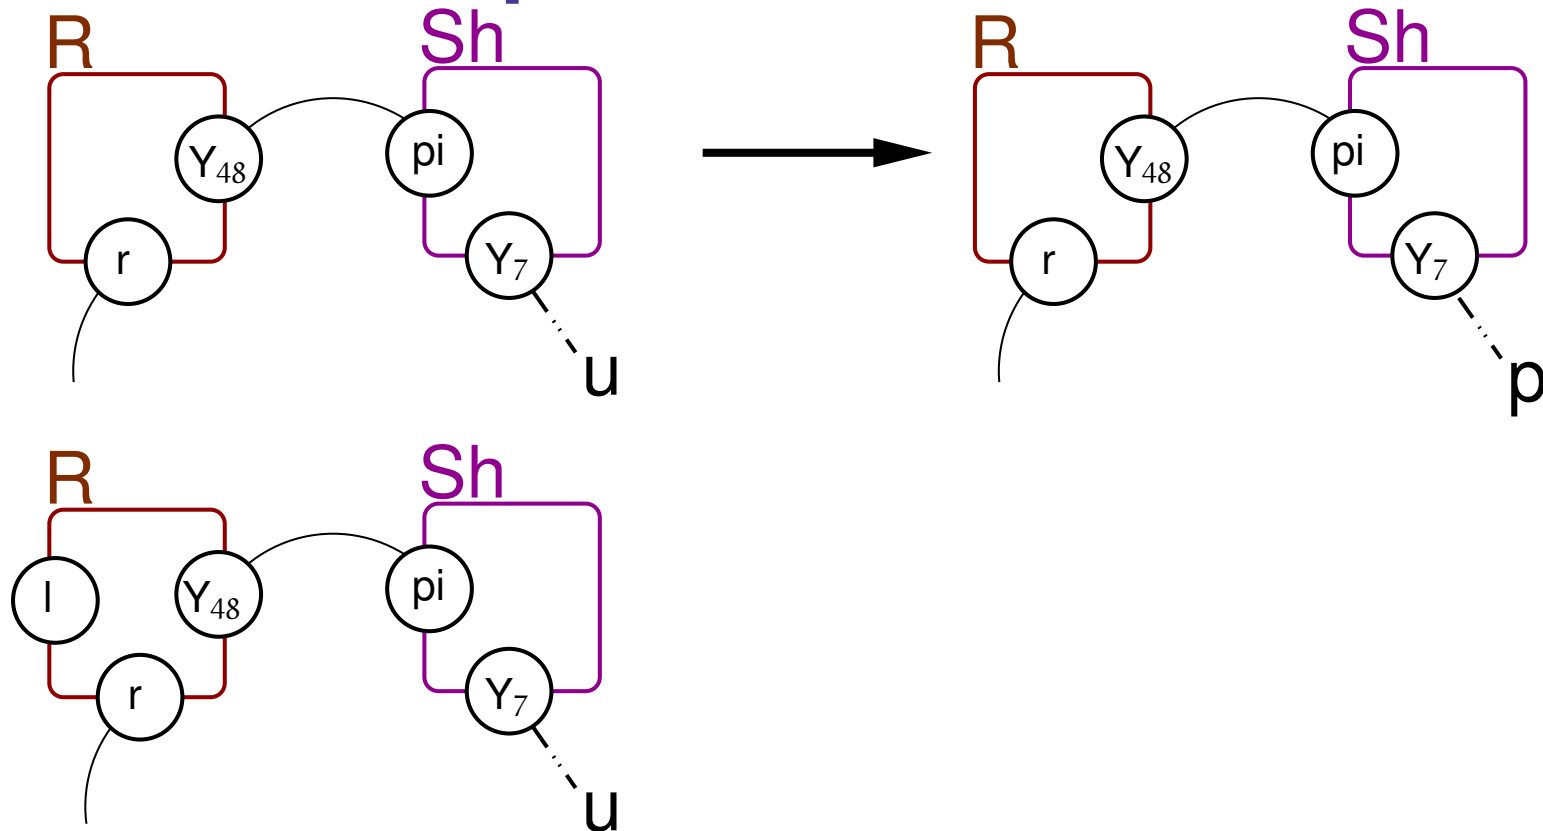 R Sh R Sh
Y48 pi Y48 pi
r Y7 r Y7
u p
R Sh
l Y48 pi
r Y7
u